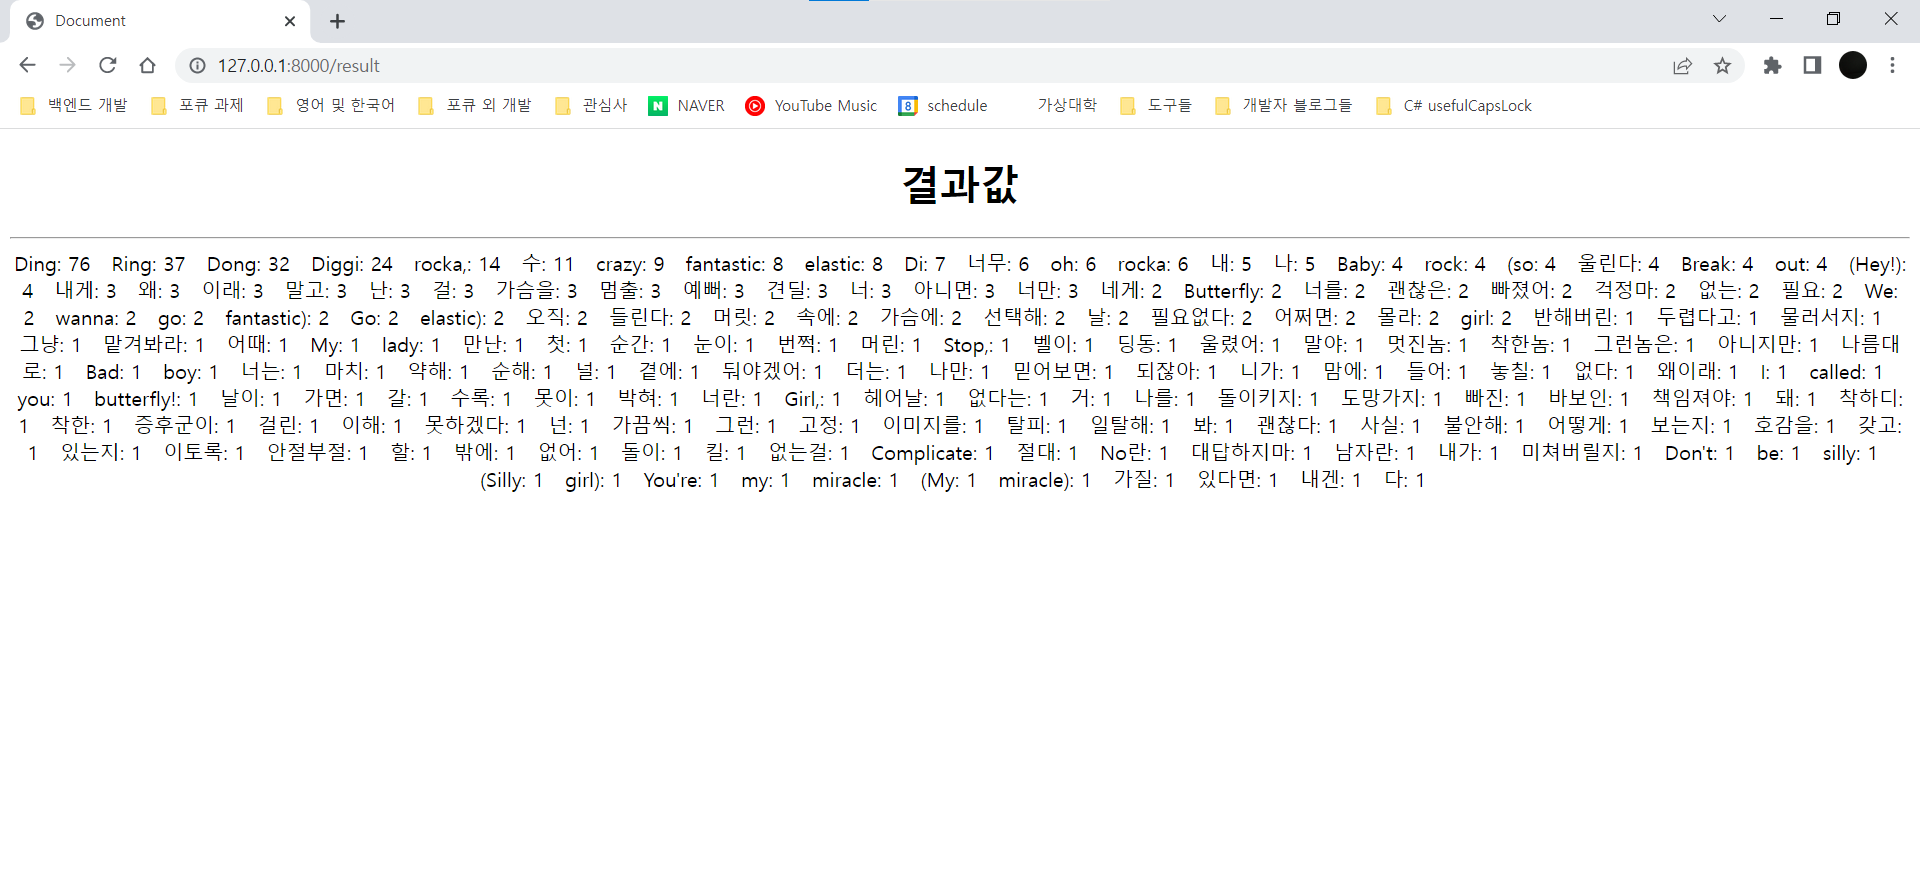 Document
127.0.0.1:8000/result
백엔드 개발 포큐 과제 영어 및 한국어 포큐 외 개발 관심사 NAVER YouTube Music schedule 가상대학 도구들 개발자 블로그들 C# usefulCapsLock
결과값
Ding: 76 Ring: 37 Dong: 32 Diggi: 24 rocka,: 14 수: 11 crazy: 9 fantastic: 8 elastic: 8 Di: 7 너무: 6 oh: 6 rocka: 6 내: 5 나: 5 Baby: 4 rock: 4 (so: 4 울린다: 4 Break: 4 out: 4 (Hey!):
4 내게: 3 왜: 3 이래: 3 말고: 3 난: 3 걸: 3 가슴을: 3 멈출: 3 예뻐: 3 견딜: 3 너: 3 아니면: 3 너만: 3 네게: 2 Butterfly: 2 너를: 2 괜찮은: 2 빠졌어: 2 걱정마: 2 없는: 2 필요: 2 We:
2 wanna: 2 go: 2 fantastic): 2 Go: 2 elastic): 2 오직: 2 들린다: 2 머릿: 2 속에: 2 가슴에: 2 선택해: 2 날: 2 필요없다: 2 어쩌면: 2 몰라: 2 girl: 2 반해버린: 1 두렵다고: 1 물러서지: 1
그냥: 1 맡겨봐라: 1 어때: 1 My: 1 lady: 1 만난: 1 첫: 1 순간: 1 눈이: 1 번쩍: 1 머린: 1 Stop,: 1 벨이: 1 딩동: 1 울렸어: 1 말야: 1 멋진놈: 1 착한놈: 1 그런놈은: 1 아니지만: 1 나름대
로: 1 Bad: 1 boy: 1 너는: 1 마치: 1 약해: 1 순해: 1 널: 1 곁에: 1 둬야겠어: 1 더는: 1 나만: 1 믿어보면: 1 되잖아: 1 니가: 1 맘에: 1 들어: 1 놓칠: 1 없다: 1 왜이래: 1 I: 1 called: 1
you: 1 butterfly!: 1 날이: 1 가면: 1 갈: 1 수록: 1 못이: 1 박혀: 1 너란: 1 Girl,: 1 헤어날: 1 없다는: 1 거: 1 나를: 1 돌이키지: 1 도망가지: 1 빠진: 1 바보인: 1 책임져야: 1 돼: 1 착하디:
1 착한: 1 증후군이: 1 걸린: 1 이해: 1 못하겠다: 1 넌: 1 가끔씩: 1 그런: 1 고정: 1 이미지를: 1 탈피: 1 일탈해: 1 봐: 1 괜찮다: 1 사실: 1 불안해: 1 어떻게: 1 보는지: 1 호감을: 1 갖고:
1 있는지: 1 이토록: 1 안절부절: 1 할: 1 밖에: 1 없어: 1 돌이: 1 킬: 1 없는걸: 1 Complicate: 1 절대: 1 No란: 1 대답하지마: 1 남자란: 1 내가: 1 미쳐버릴지: 1 Don't: 1 be: 1 silly: 1
(Silly: 1 girl): 1 You're: 1 my: 1 miracle: 1 (My: 1 miracle): 1 가질: 1 있다면: 1 내겐: 1 다: 1